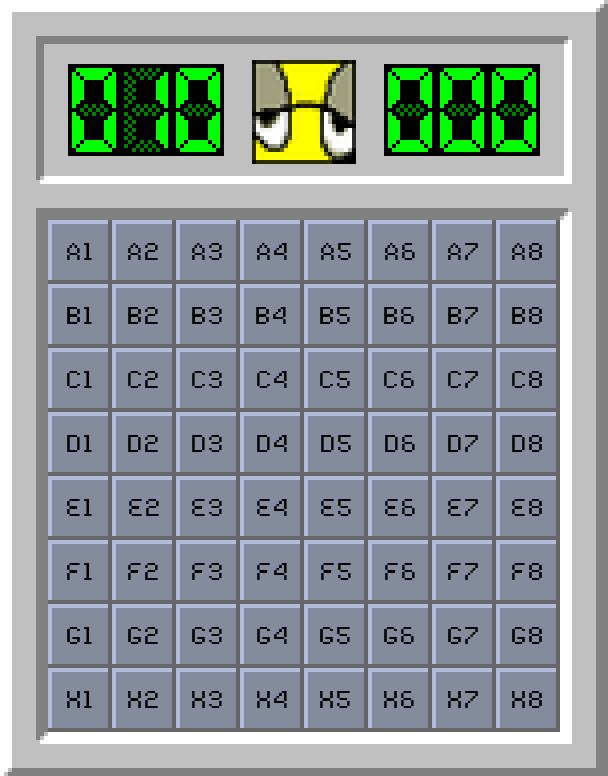 010 000
A1 A2 A3 A4 A5 A6 A7 A8
B1 B2 B3 B4 B5 B6 B7 B8
C1 C2 C3 C4 C5 C6 C7 C8
D1 D2 D3 D4 D5 D6 D7 D8
E1 E2 E3 E4 E5 E6 E7 E8
F1 F2 F3 F4 F5 F6 F7 F8
G1 G2 G3 G4 G5 G6 G7 G8
H1 H2 H3 H4 H5 H6 H7 H8